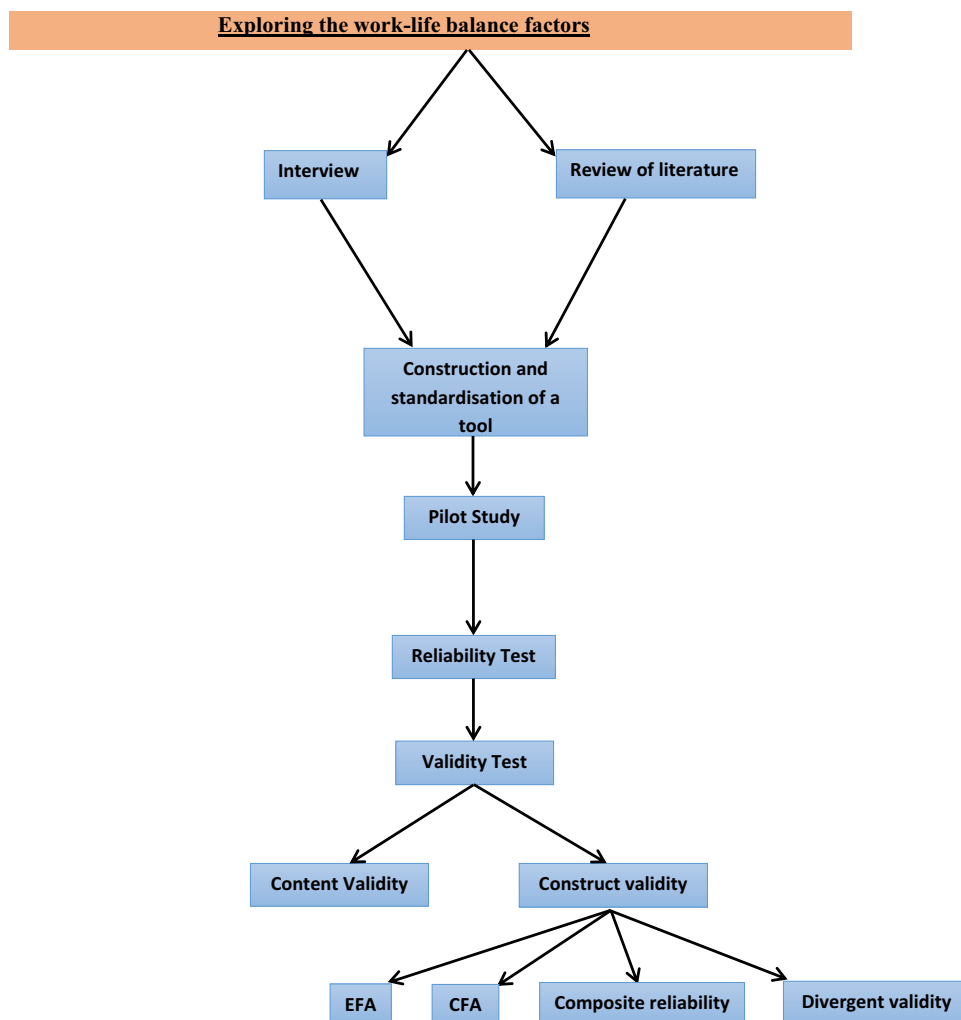 Exploring the work-life balance factors
Interview
Review of literature
Construction and
standardisation of a
tool
Pilot Study
Reliability Test
Validity Test
Content Validity
Construct validity
EFA
CFA
Composite reliability
Divergent validity